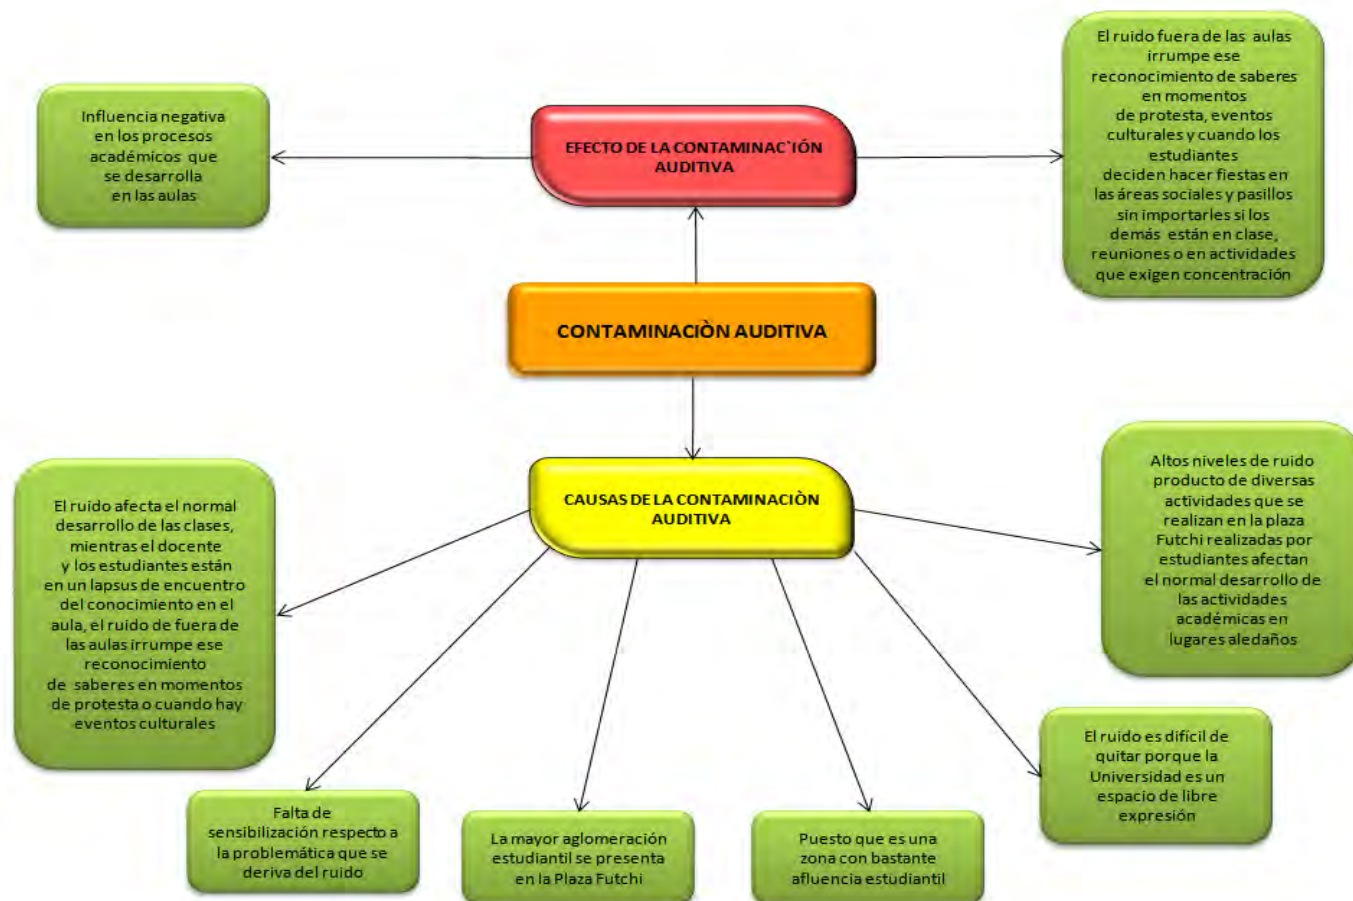 Influencia negativa
en los procesos
académicos que
se desarrolla
en las aulas
EFECTO DE LA CONTAMINAC`IÓN
AUDITIVA
El ruido fuera de las aulas
irrumpe ese
reconocimiento de saberes
en momentos
de protesta, eventos
culturales y cuando los
estudiantes
deciden hacer fiestas en
las áreas sociales y pasillos
sin importarles si los
demás están en clase,
reuniones o en actividades
que exigen concentración
CONTAMINACIÒN AUDITIVA
CAUSAS DE LA CONTAMINACIÒN
AUDITIVA
El ruido afecta el normal
desarrollo de las clases,
mientras el docente
y los estudiantes están
en un lapsus de encuentro
del conocimiento en el
aula, el ruido de fuera de
las aulas irrumpe ese
reconocimiento
de saberes en momentos
de protesta o cuando hay
eventos culturales
Falta de
sensibilización respecto a
la problemática que se
deriva del ruido
La mayor aglomeración
estudiantil se presenta
en la Plaza Futchi
Puesto que es una
zona con bastante
afluencia estudiantil
El ruido es difícil de
quitar porque la
Universidad es un
espacio de libre
expresión
Altos niveles de ruido
producto de diversas
actividades que se
realizan en la plaza
Futchi realizadas por
estudiantes afectan
el normal desarrollo de
las actividades
académicas en
lugares aledaños